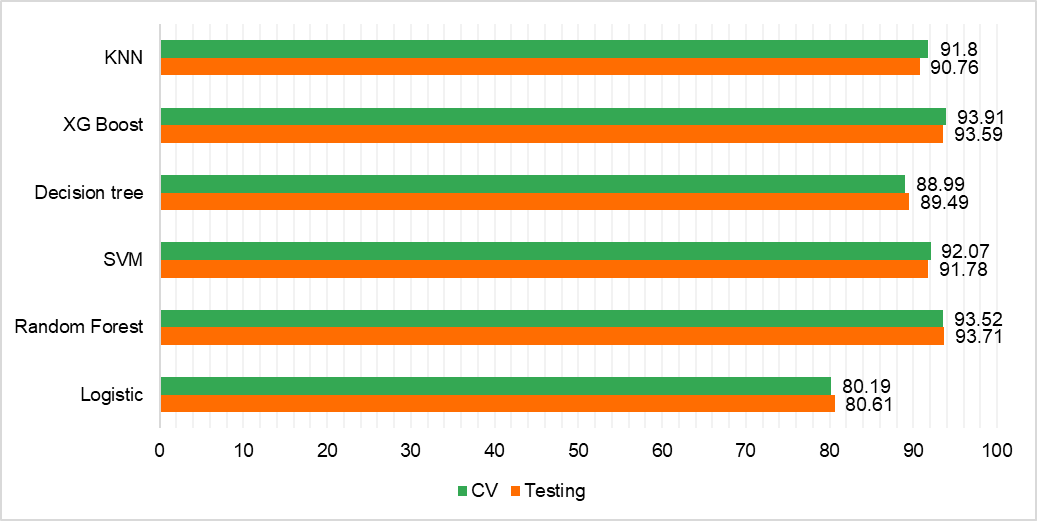 KNN
91.8
90.76
XG Boost
93.91
93.59
Decision tree
88.99
89.49
SVM
92.07
91.78
Random Forest
93.52
93.71
Logistic
80.19
80.61
0 10 20 30 40 50 60 70 80 90 100
CV Testing